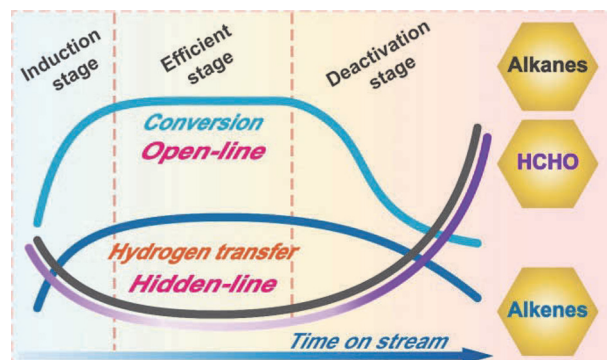 Induction
stage
Efficient
stage
Deactivation
stage
Alkanes
Conversion
Open-line
HCHO
Hydrogen transfer
Hidden-line
Alkenes
Time on stream